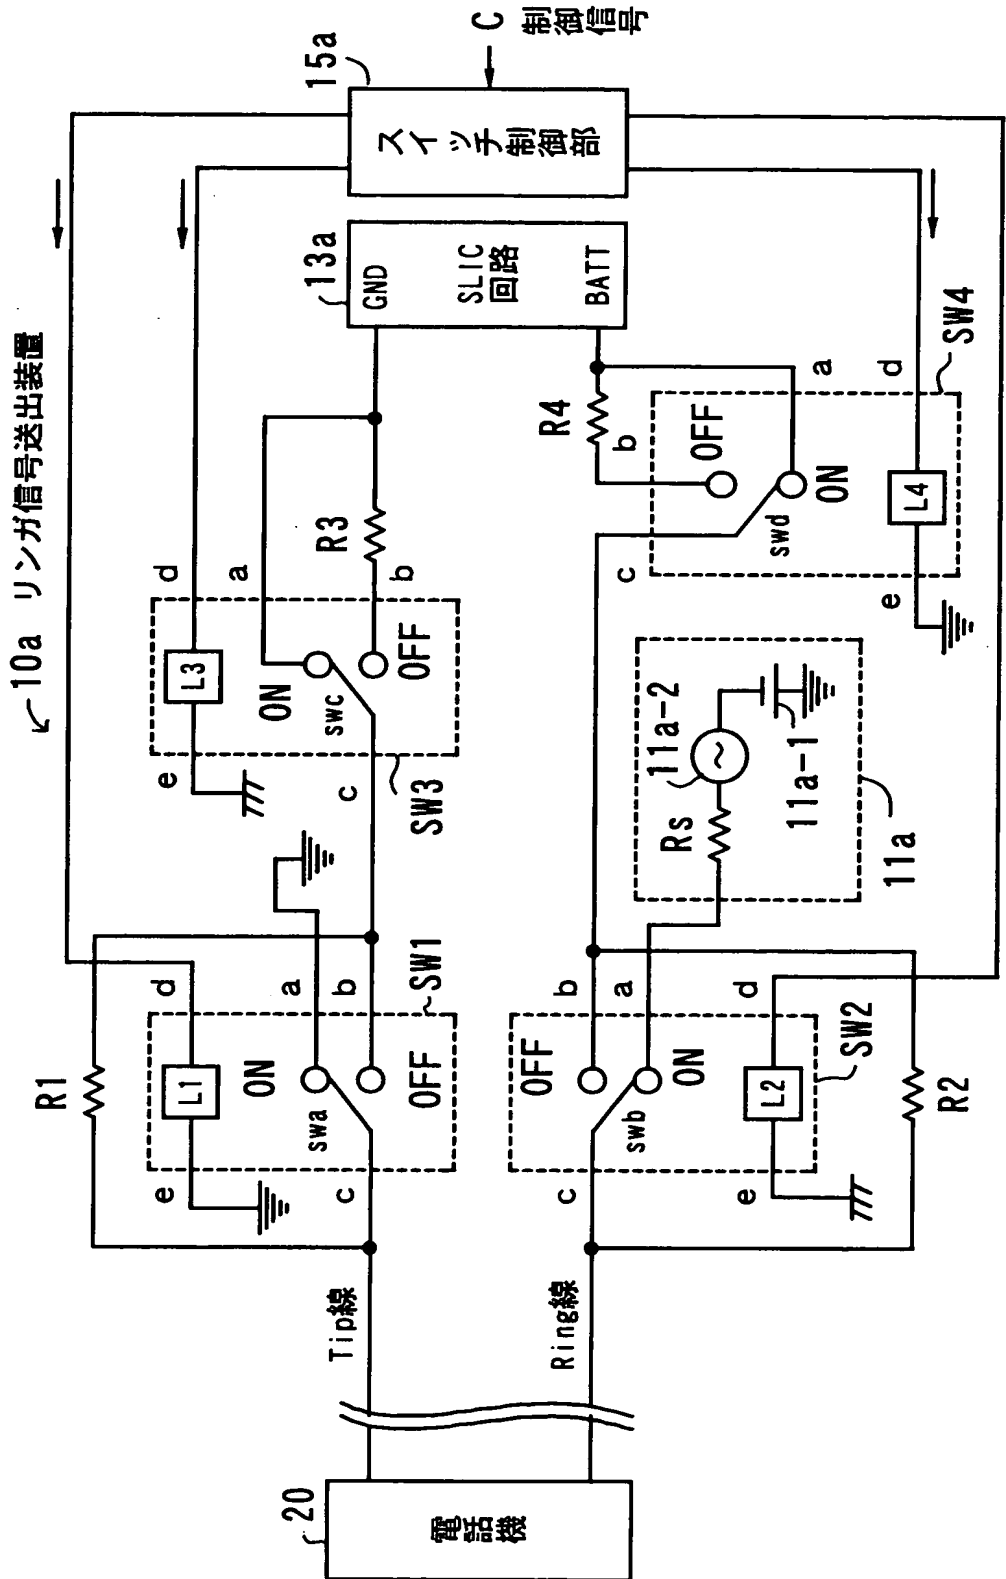 10a リンガ信号送出装置
C 制御信号
15a
スイッチ制御部
13a
GND
SLIC
回路
BATT
d
a
b
R3
L3
ON
swc
OFF
e
c
SW3
R4
b
a
d
SW4
OFF
swd
ON
L4
c
e
11a-2
Rs
11a-1
11a
R1
d
a
b
SW1
L1
ON
swa
OFF
e
c
b
a
d
SW2
OFF
swb
ON
L2
c
e
R2
Tip線
Ring線
20
電話機